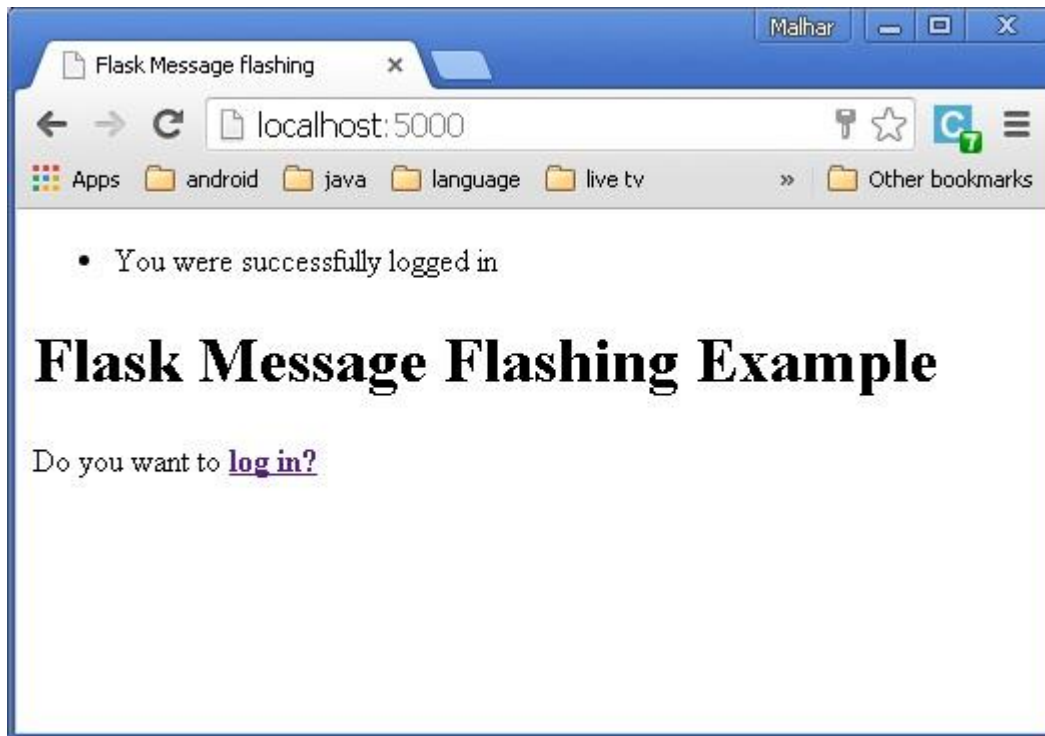 Malhar
Flask Message flashing
localhost:5000
C 7
Apps android java language live tv » Other bookmarks
• You were successfully logged in
Flask Message Flashing Example
Do you want to log in?